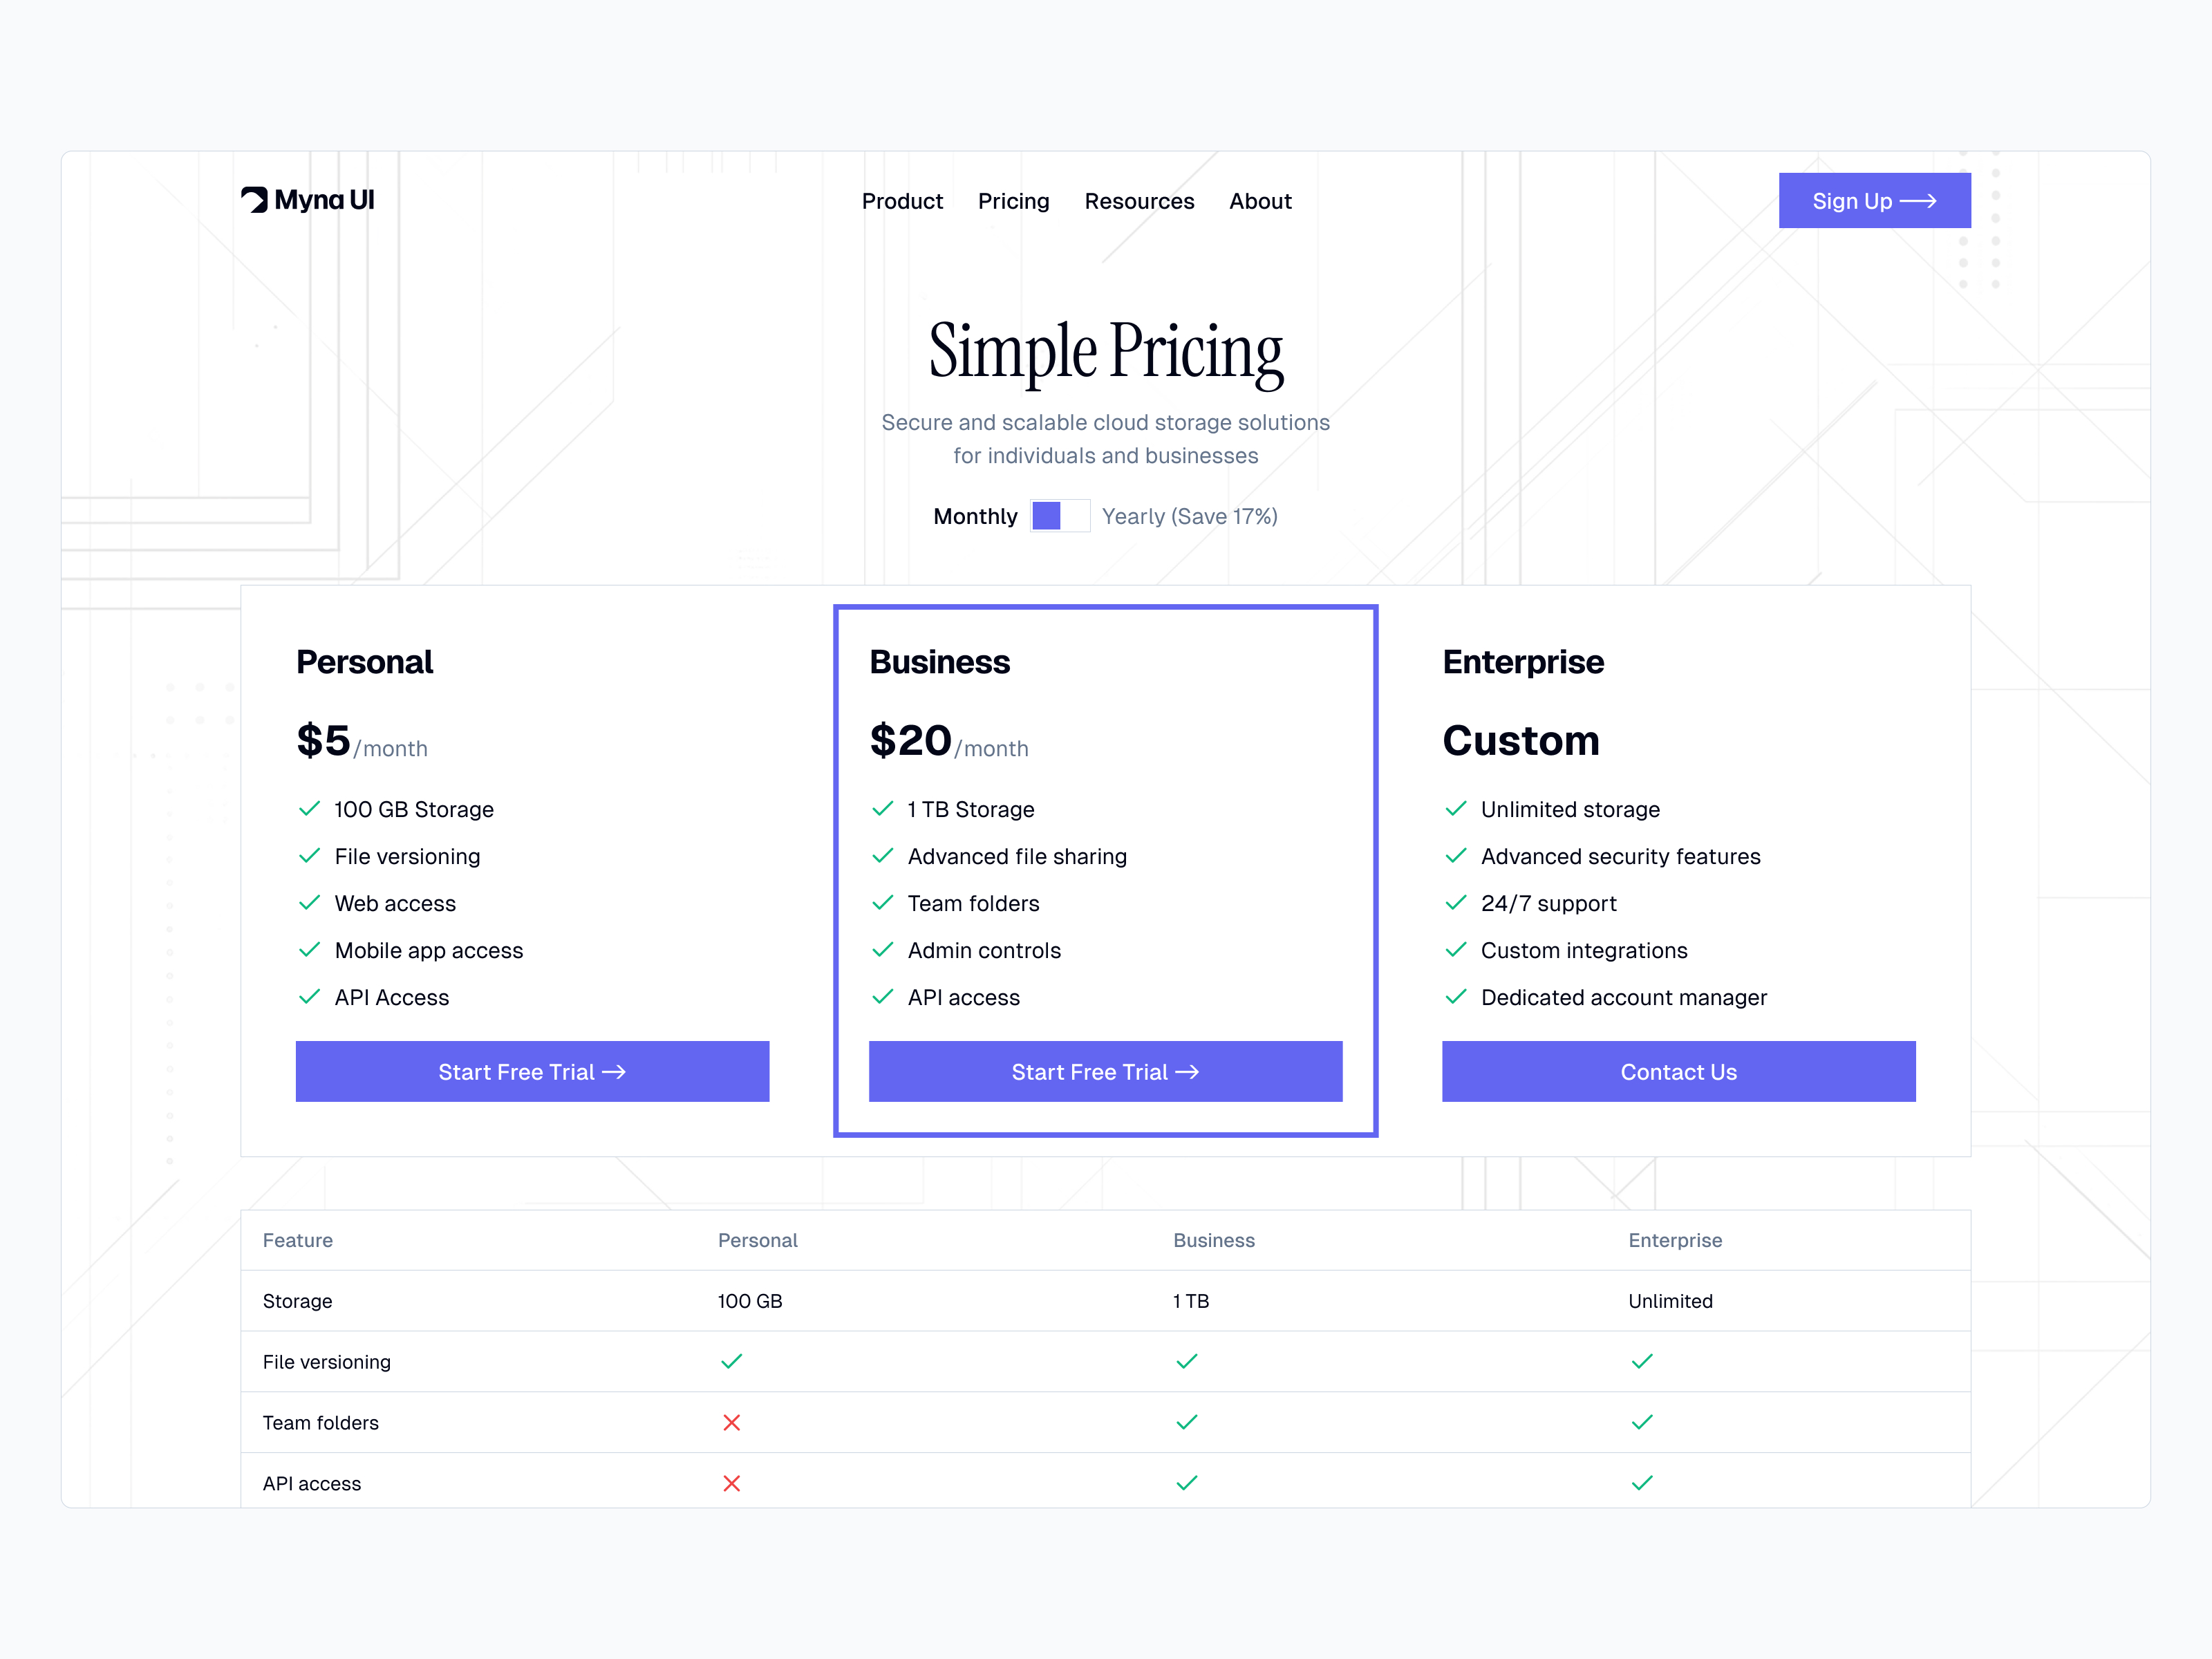 Myna UI
Product Pricing Resources About
Sign Up
Simple Pricing
Secure and scalable cloud storage solutions
for individuals and businesses
Monthly Yearly (Save 17%)
Personal
$5/month
100 GB Storage
File versioning
Web access
Mobile app access
API Access
Start Free Trial
Business
$20/month
1 TB Storage
Advanced file sharing
Team folders
Admin controls
API access
Start Free Trial
Enterprise
Custom
Unlimited storage
Advanced security features
24/7 support
Custom integrations
Dedicated account manager
Contact Us
Feature Personal Business Enterprise
Storage 100 GB 1 TB Unlimited
File versioning
Team folders
API access